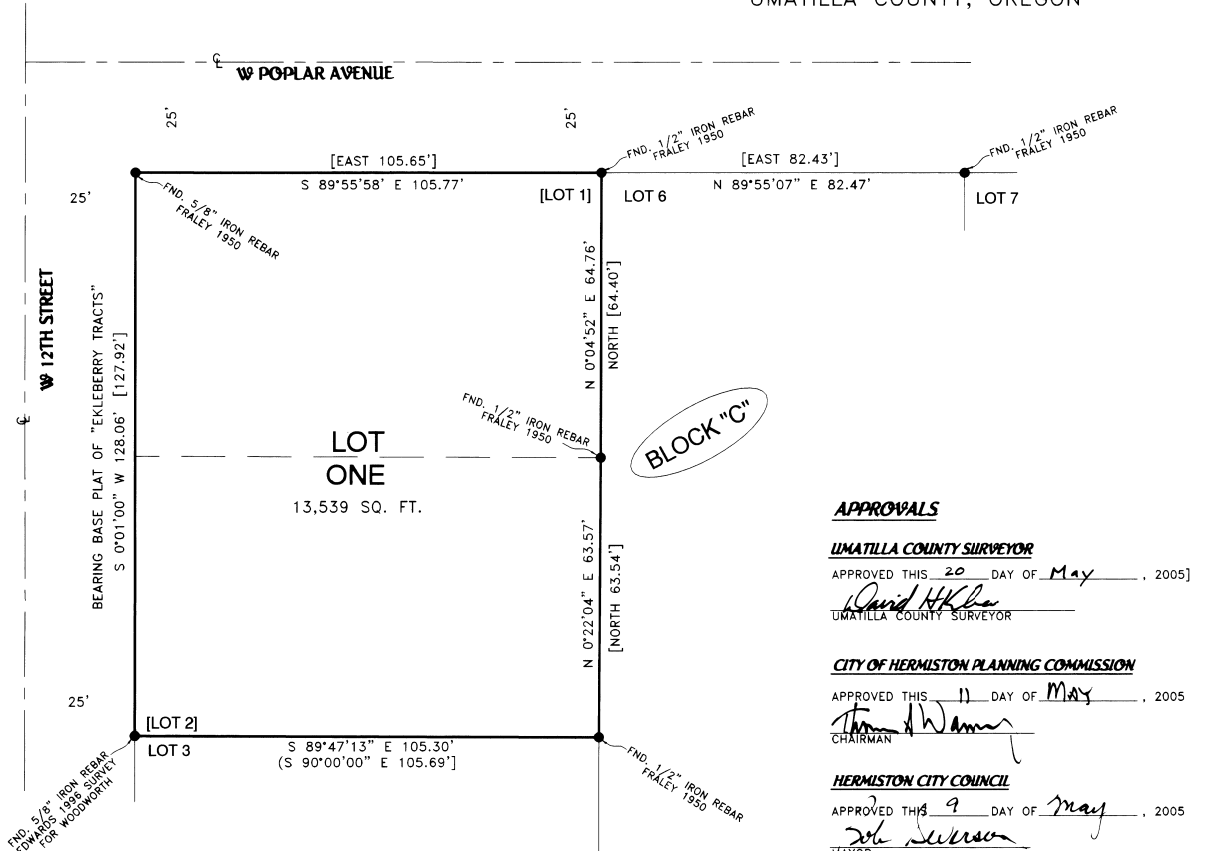 UMATILLA COUNTY, OREGON
W POPLAR AVENUE
25'
25'
FND. 1/2" IRON REBAR
FRALEY 1950
FND. 1/2" IRON REBAR
FRALEY 1950
[EAST 105.65']
[EAST 82.43']
S 89°55'58' E 105.77'
N 89°55'07" E 82.47'
25'
FND. 5/8" IRON REBAR
FRALEY 1950
[LOT 1]
LOT 6
LOT 7
W 12TH STREET
BEARING BASE PLAT OF "EKLEBERRY TRACTS"
S 0°01'00" W 128.06' [127.92']
N 0°04'52" E 64.76'
NORTH [64.40']
FND. 1/2" IRON REBAR
FRALEY 1950
BLOCK "C"
LOT
ONE
13,539 SQ. FT.
N 0°22'04" E 63.57'
[NORTH 63.54']
25'
[LOT 2]
LOT 3
S 89°47'13" E 105.30'
(S 90°00'00" E 105.69']
FND. 5/8" IRON REBAR
EDWARDS 1996 SURVEY
FOR WOODWORTH
FND. 1/2" IRON REBAR
FRALEY 1950
APPROVALS
UMATILLA COUNTY SURVEYOR
APPROVED THIS 20 DAY OF May, 2005]
David H
UMATILLA COUNTY SURVEYOR
CITY OF HERMISTON PLANNING COMMISSION
APPROVED THIS 11 DAY OF MAY, 2005
CHAIRMAN
HERMISTON CITY COUNCIL
APPROVED THIS 9 DAY OF May, 2005
MAYOR